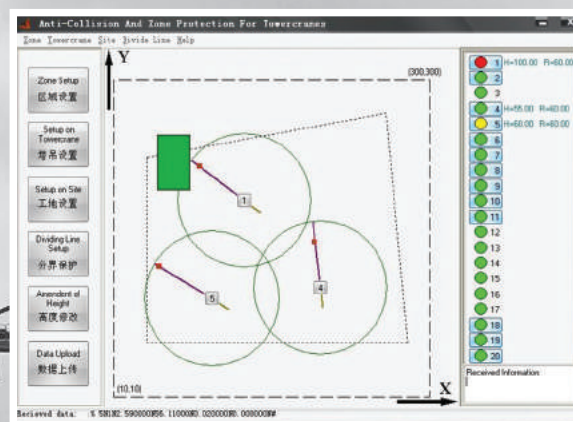 Anti-Collision And Zone Protection For Towercranes
Zone Towercrane Site Divide Line Help
Zone Setup
区域设置
Setup on
Towercrane
塔吊设置
Setup on Site
工地设置
Dividing Line
Setup
分界保护
Amendent of
Height
高度修改
Data Upload
数据上传
Y
(300,300)
1
5
4
(10,10)
X
1 H=100.00 R=60.00
2
3
4 H=55.00 R=60.00
5 H=60.00 R=60.00
6
7
8
9
10
11
12
13
14
15
16
17
18
19
20
Received Information:
Recieved data: % 5N1N2.590000N56.11000N0.020000N0.008000N##